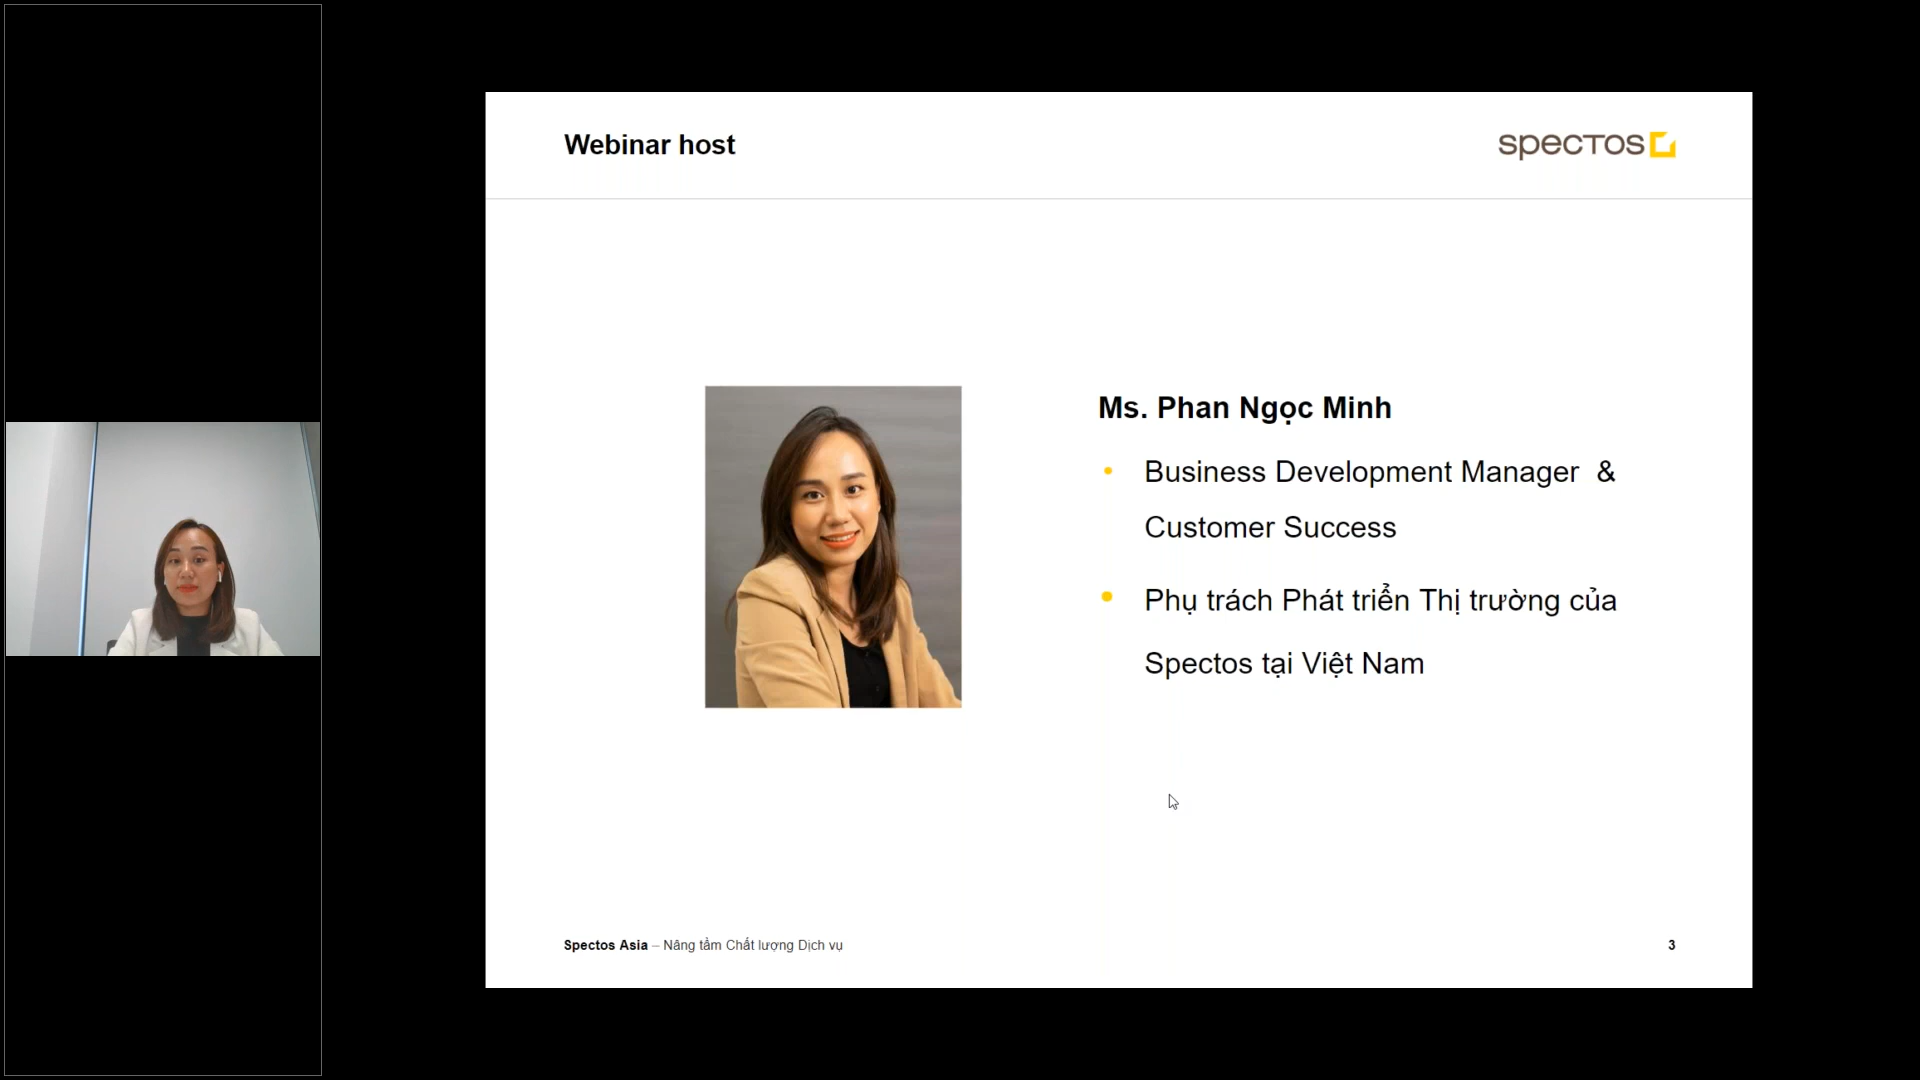 Webinar host
spectos
Ms. Phan Ngọc Minh
• Business Development Manager &
Customer Success
• Phụ trách Phát triển Thị trường của
Spectos tại Việt Nam
Spectos Asia – Nâng tầm Chất lượng Dịch vụ
3